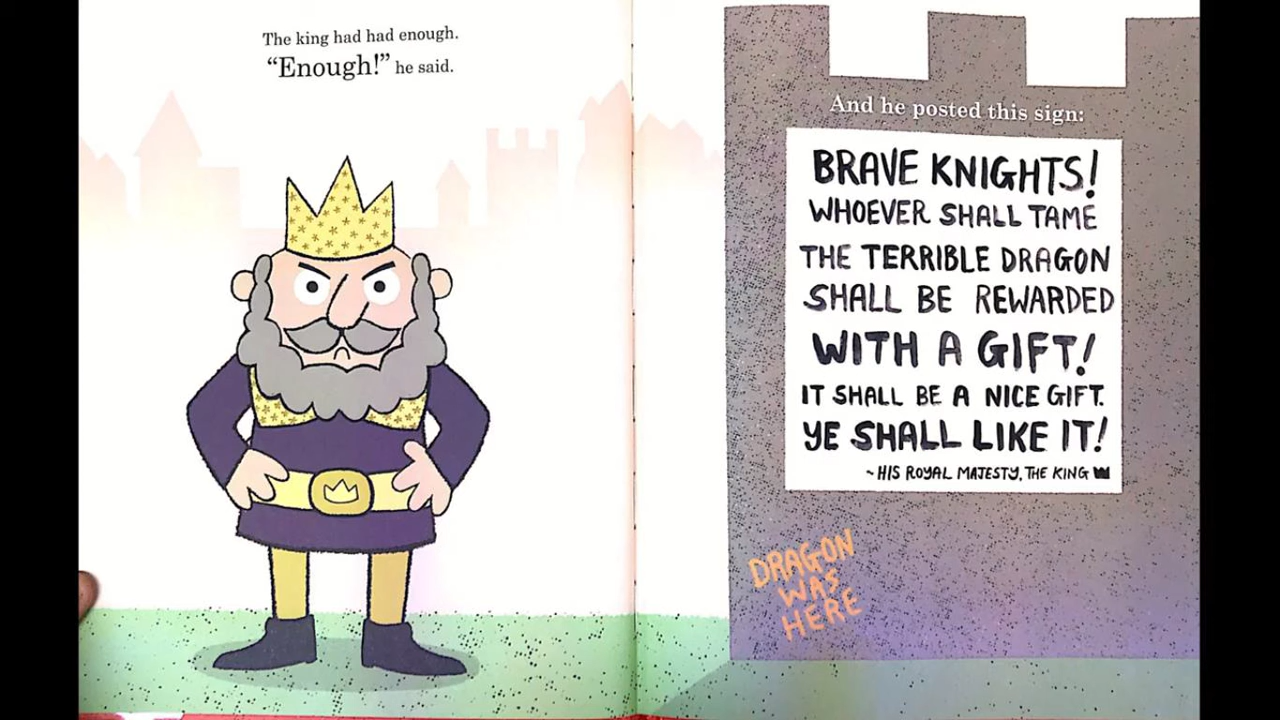 The king had had enough.
“Enough!” he said.
And he posted this sign:
BRAVE KNIGHTS!
WHOEVER SHALL TAME
THE TERRIBLE DRAGON
SHALL BE REWARDED
WITH A GIFT!
IT SHALL BE A NICE GIFT.
YE SHALL LIKE IT!
~HIS ROYAL MAJESTY, THE KING
DRAGON
WAS
HERE